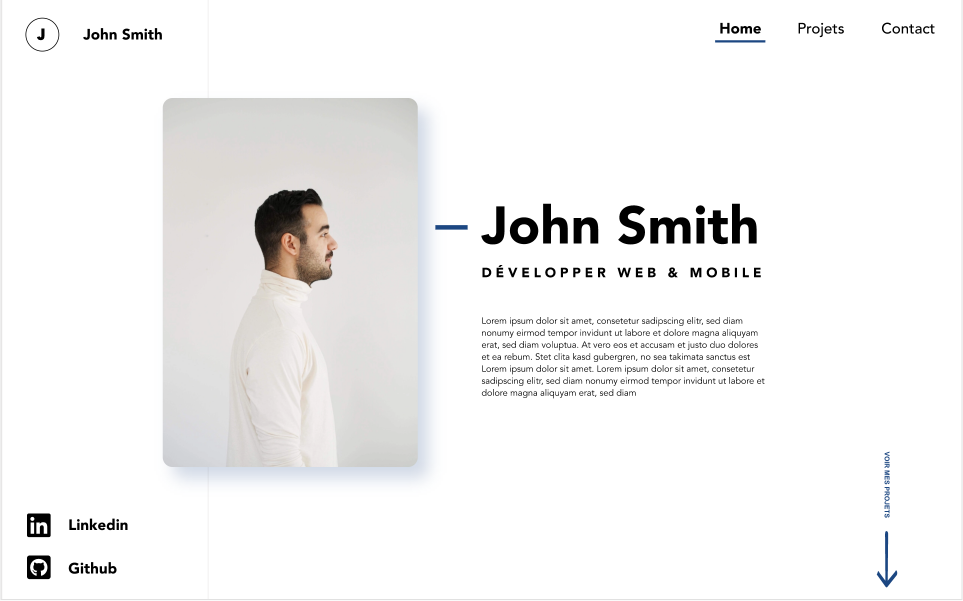 J
John Smith
Home
Projets
Contact
John Smith
DÉVELOPPER WEB & MOBILE
Lorem ipsum dolor sit amet, consetetur sadipscing elitr, sed diam
nonumy eirmod tempor invidunt ut labore et dolore magna aliquyam
erat, sed diam voluptua. At vero eos et accusam et justo duo dolores
et ea rebum. Stet clita kasd gubergren, no sea takimata sanctus est
Lorem ipsum dolor sit amet. Lorem ipsum dolor sit amet, consetetur
sadipscing elitr, sed diam nonumy eirmod tempor invidunt ut labore et
dolore magna aliquyam erat, sed diam
VOIR MES PROJETS
in
Linkedin
Github